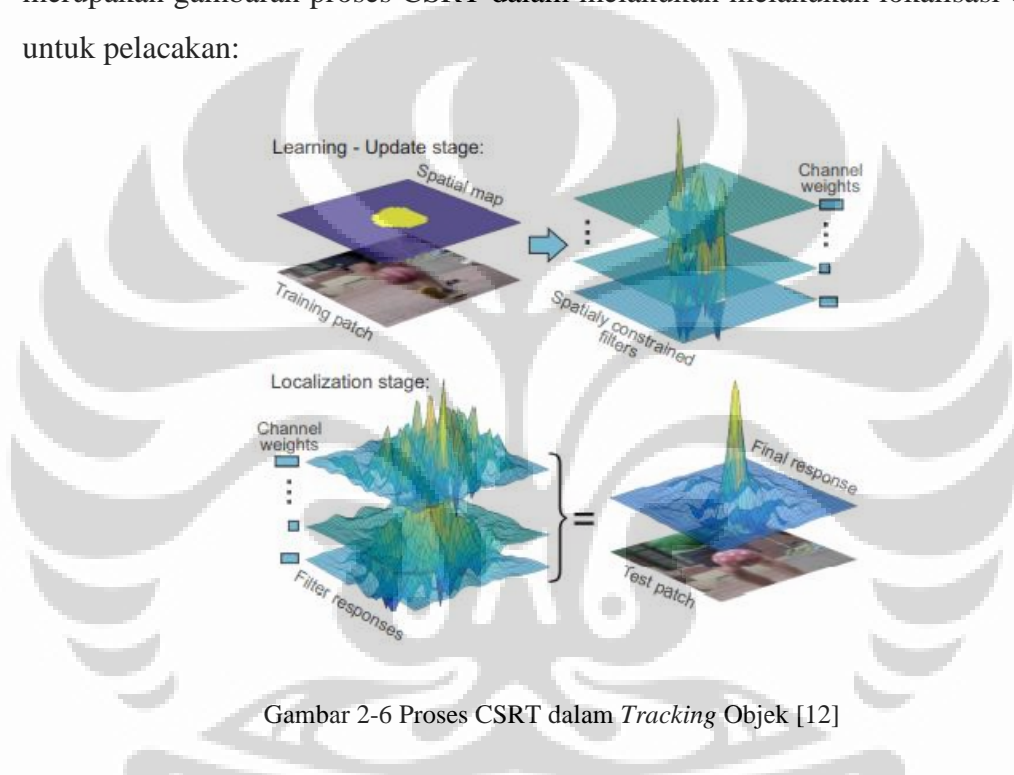 merupakan gambaran proses CSRT dalam melakukan melakukan lokalisasi
untuk pelacakan:
Learning - Update stage:
Spatial map
Training patch
Channel
weights
Spatialy constrained
filters
Localization stage:
Channel
weights
Filter responses
=
Final response
Test patch
Gambar 2-6 Proses CSRT dalam Tracking Objek [12]